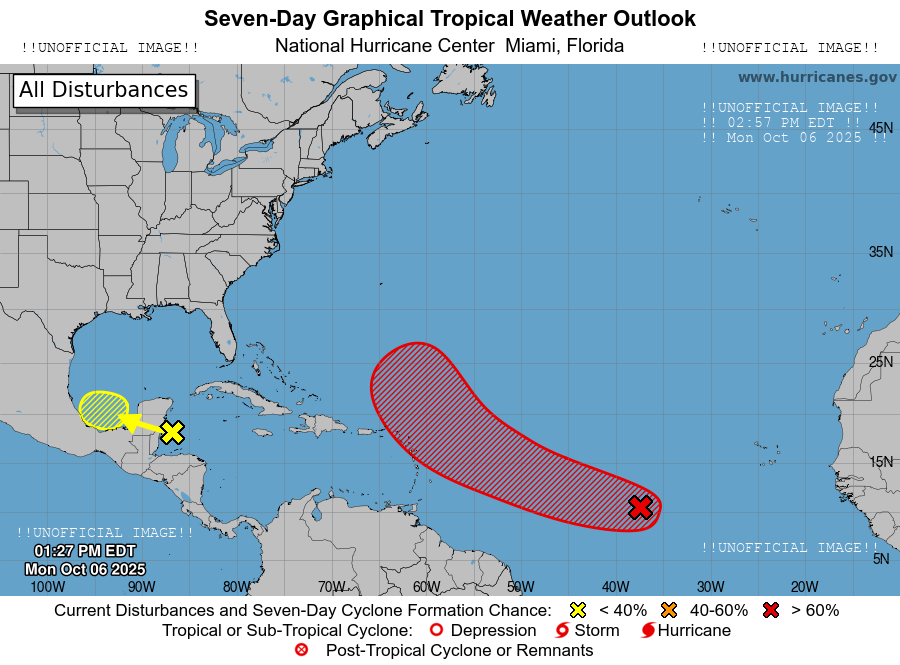 Seven-Day Graphical Tropical Weather Outlook
!!UNOFFICIAL IMAGE!! National Hurricane Center Miami, Florida !!UNOFFICIAL IMAGE!!
All Disturbances
www.hurricanes.gov
!!UNOFFICIAL IMAGE!!
!! 02:57 PM EDT !!
!! Mon Oct 06 2025 !!
45N
35N
25N
15N
!!UNOFFICIAL IMAGE!!
01:27 PM EDT
Mon Oct 06 2025
!!UNOFFICIAL IMAGE!!
5N
100W 90W 80W 70W 60W 50W 40W 30W 20W
Current Disturbances and Seven-Day Cyclone Formation Chance: < 40% 40-60% > 60%
Tropical or Sub-Tropical Cyclone: Depression Storm Hurricane
Post-Tropical Cyclone or Remnants